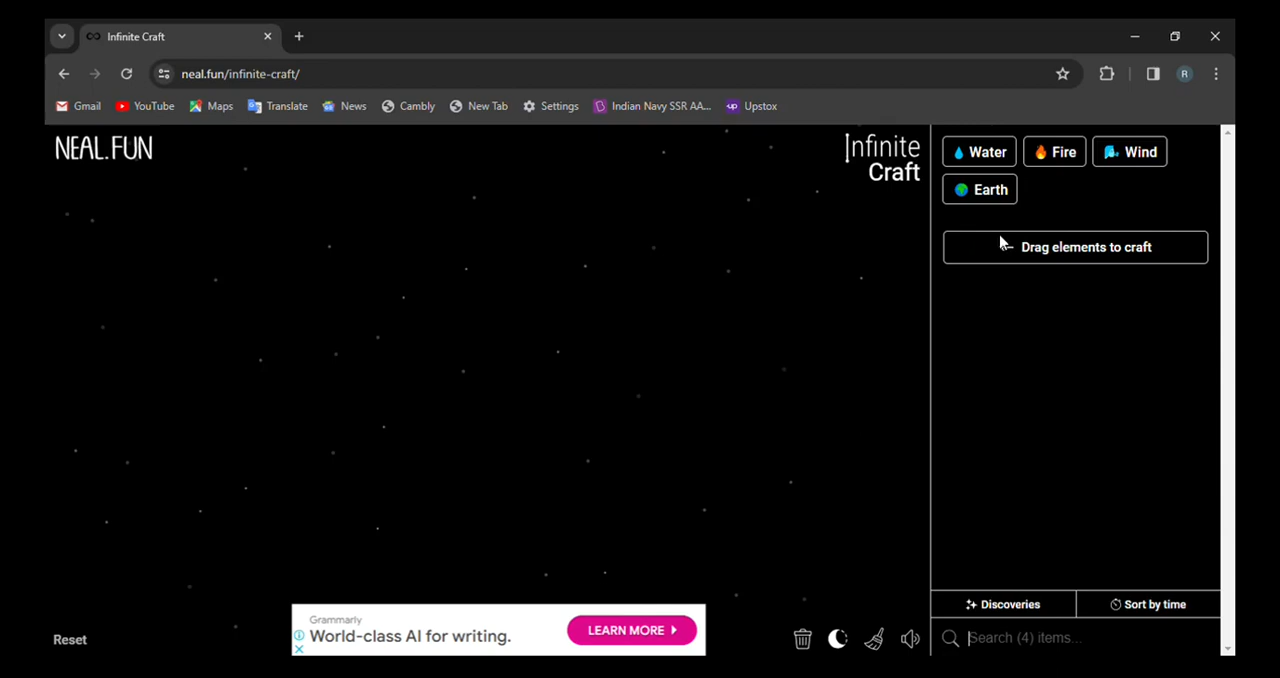 Infinite Craft
neal.fun/infinite-craft/
R
Gmail YouTube Maps Translate News Cambly New Tab Settings Indian Navy SSR AA... up Upstox
NEAL.FUN
Infinite
Craft
Water Fire Wind
Earth
← Drag elements to craft
Discoveries Sort by time
Reset
Grammarly
World-class AI for writing.
LEARN MORE
Search (4) items...